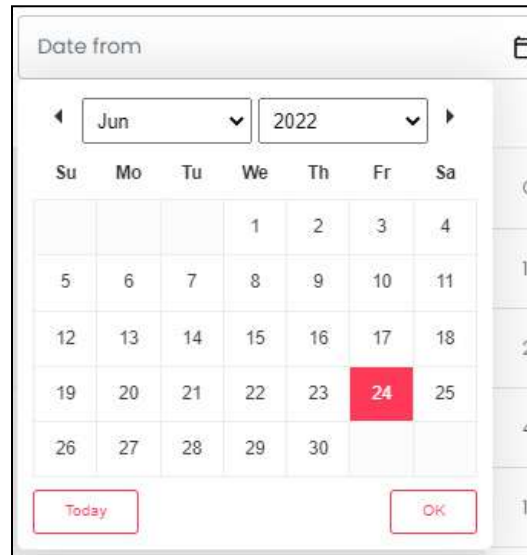 Date from
Jun 2022
Su Mo Tu We Th Fr Sa
1 2 3 4
5 6 7 8 9 10 11
12 13 14 15 16 17 18
19 20 21 22 23 24 25
26 27 28 29 30
Today OK